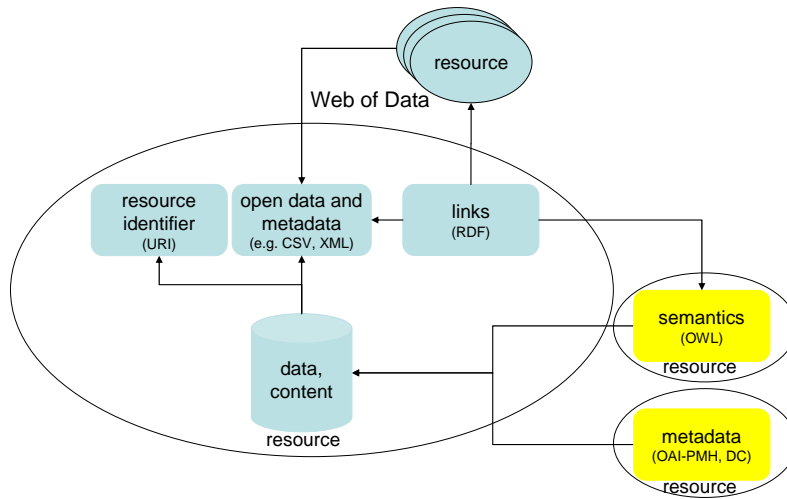 resource
Web of Data
resource
identifier
(URI)
open data and
metadata
(e.g. CSV, XML)
links
(RDF)
semantics
(OWL)
resource
data,
content
resource
metadata
(OAI-PMH, DC)
resource